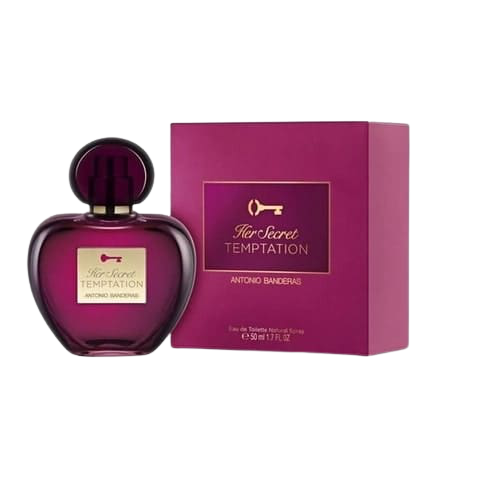 Her Secret
TEMPTATION
ANTONIO BANDERAS
Her Secret
TEMPTATION
ANTONIO BANDERAS
Eau de Toilette Natural Spray
℮ 50 ml 1.7 FL OZ